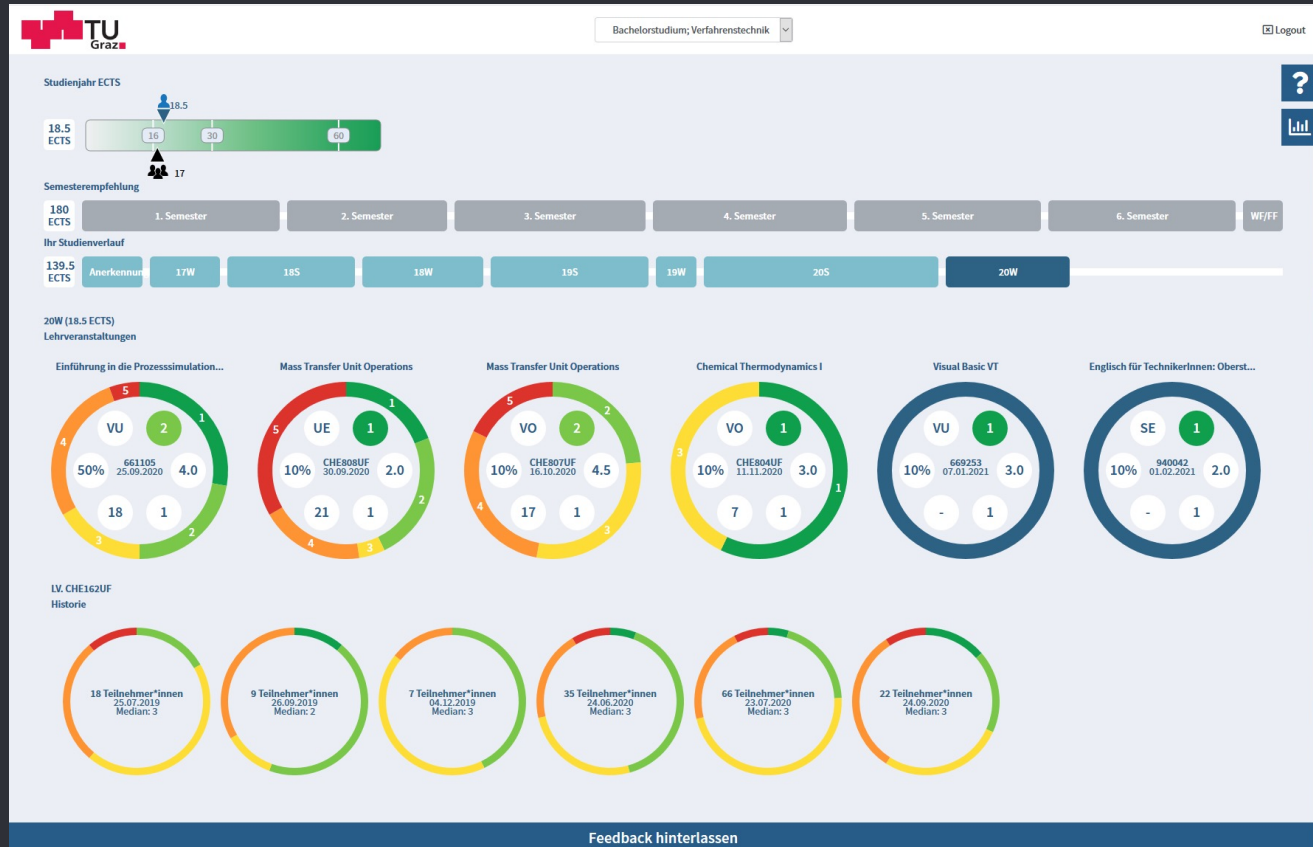 TU
Graz
Bachelorstudium; Verfahrenstechnik
Logout
Studienjahr ECTS
18.5
18.5
ECTS
16
30
60
17
?
Semesterempfehlung
180
ECTS
1. Semester
2. Semester
3. Semester
4. Semester
5. Semester
6. Semester
WF/FF
Ihr Studienverlauf
139.5
ECTS
Anerkennun
17W
18S
18W
19S
19W
20S
20W
20W (18.5 ECTS)
Lehrveranstaltungen
Einführung in die Prozesssimulation...
5
1
4
2
3
VU
2
50%
661105
25.09.2020
4.0
18
1
Mass Transfer Unit Operations
1
5
2
4
3
UE
1
10%
CHE808UF
30.09.2020
2.0
21
1
Mass Transfer Unit Operations
5
2
4
3
VO
2
10%
CHE807UF
16.10.2020
4.5
17
1
Chemical Thermodynamics I
3
1
VO
1
10%
CHE804UF
11.11.2020
3.0
7
1
Visual Basic VT
VU
1
10%
669253
07.01.2021
3.0
-
1
Englisch für TechnikerInnen: Oberst...
SE
1
10%
940042
01.02.2021
2.0
-
1
LV. CHE162UF
Historie
18 Teilnehmer*innen
25.07.2019
Median: 3
9 Teilnehmer*innen
26.09.2019
Median: 2
7 Teilnehmer*innen
04.12.2019
Median: 3
35 Teilnehmer*innen
24.06.2020
Median: 3
66 Teilnehmer*innen
23.07.2020
Median: 3
22 Teilnehmer*innen
24.09.2020
Median: 3
Feedback hinterlassen